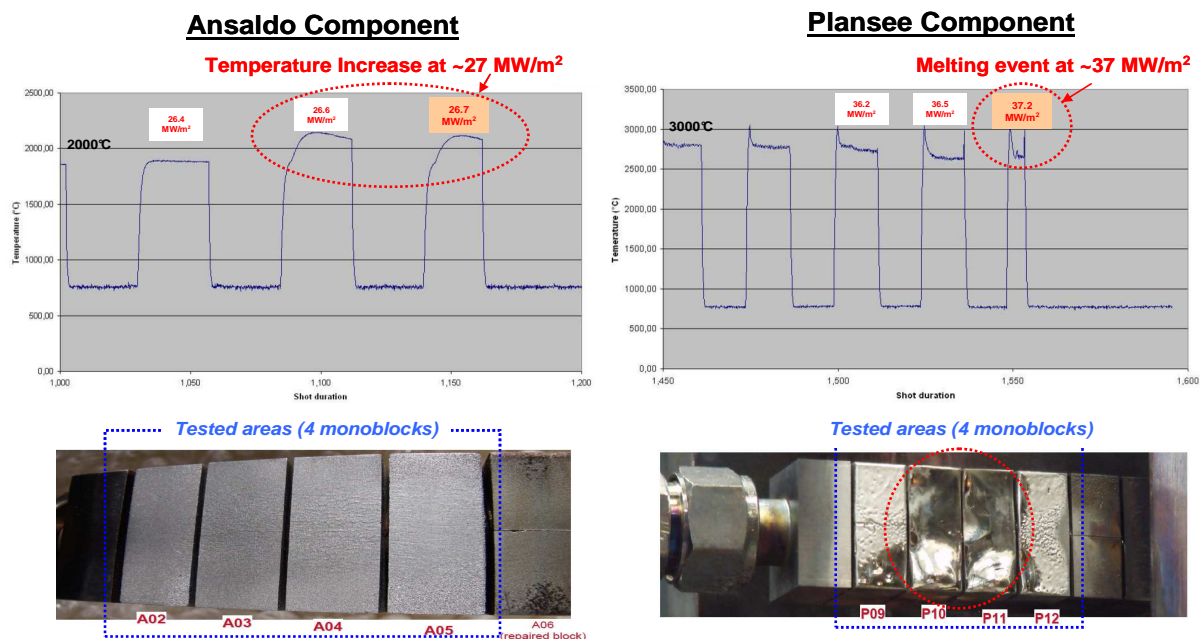 Ansaldo Component
Temperature Increase at ~27 MW/m²
2500,00
2000,00
1500,00
1000,00
500,00
0,00
Temperature (°C)
2000°C
26.4
MW/m²
26.6
MW/m²
26.7
MW/m²
1,000
1,050
1,100
1,150
1,200
Shot duration
Tested areas (4 monoblocks)
A02
A03
A04
A05
A06
(repaired block)
Plansee Component
Melting event at ~37 MW/m²
3500,00
3000,00
2500,00
2000,00
1500,00
1000,00
500,00
0,00
Temerature (°C)
3000°C
36.2
MW/m²
36.5
MW/m²
37.2
MW/m²
1,450
1,500
1,550
1,600
Shot duration
Tested areas (4 monoblocks)
P09
P10
P11
P12